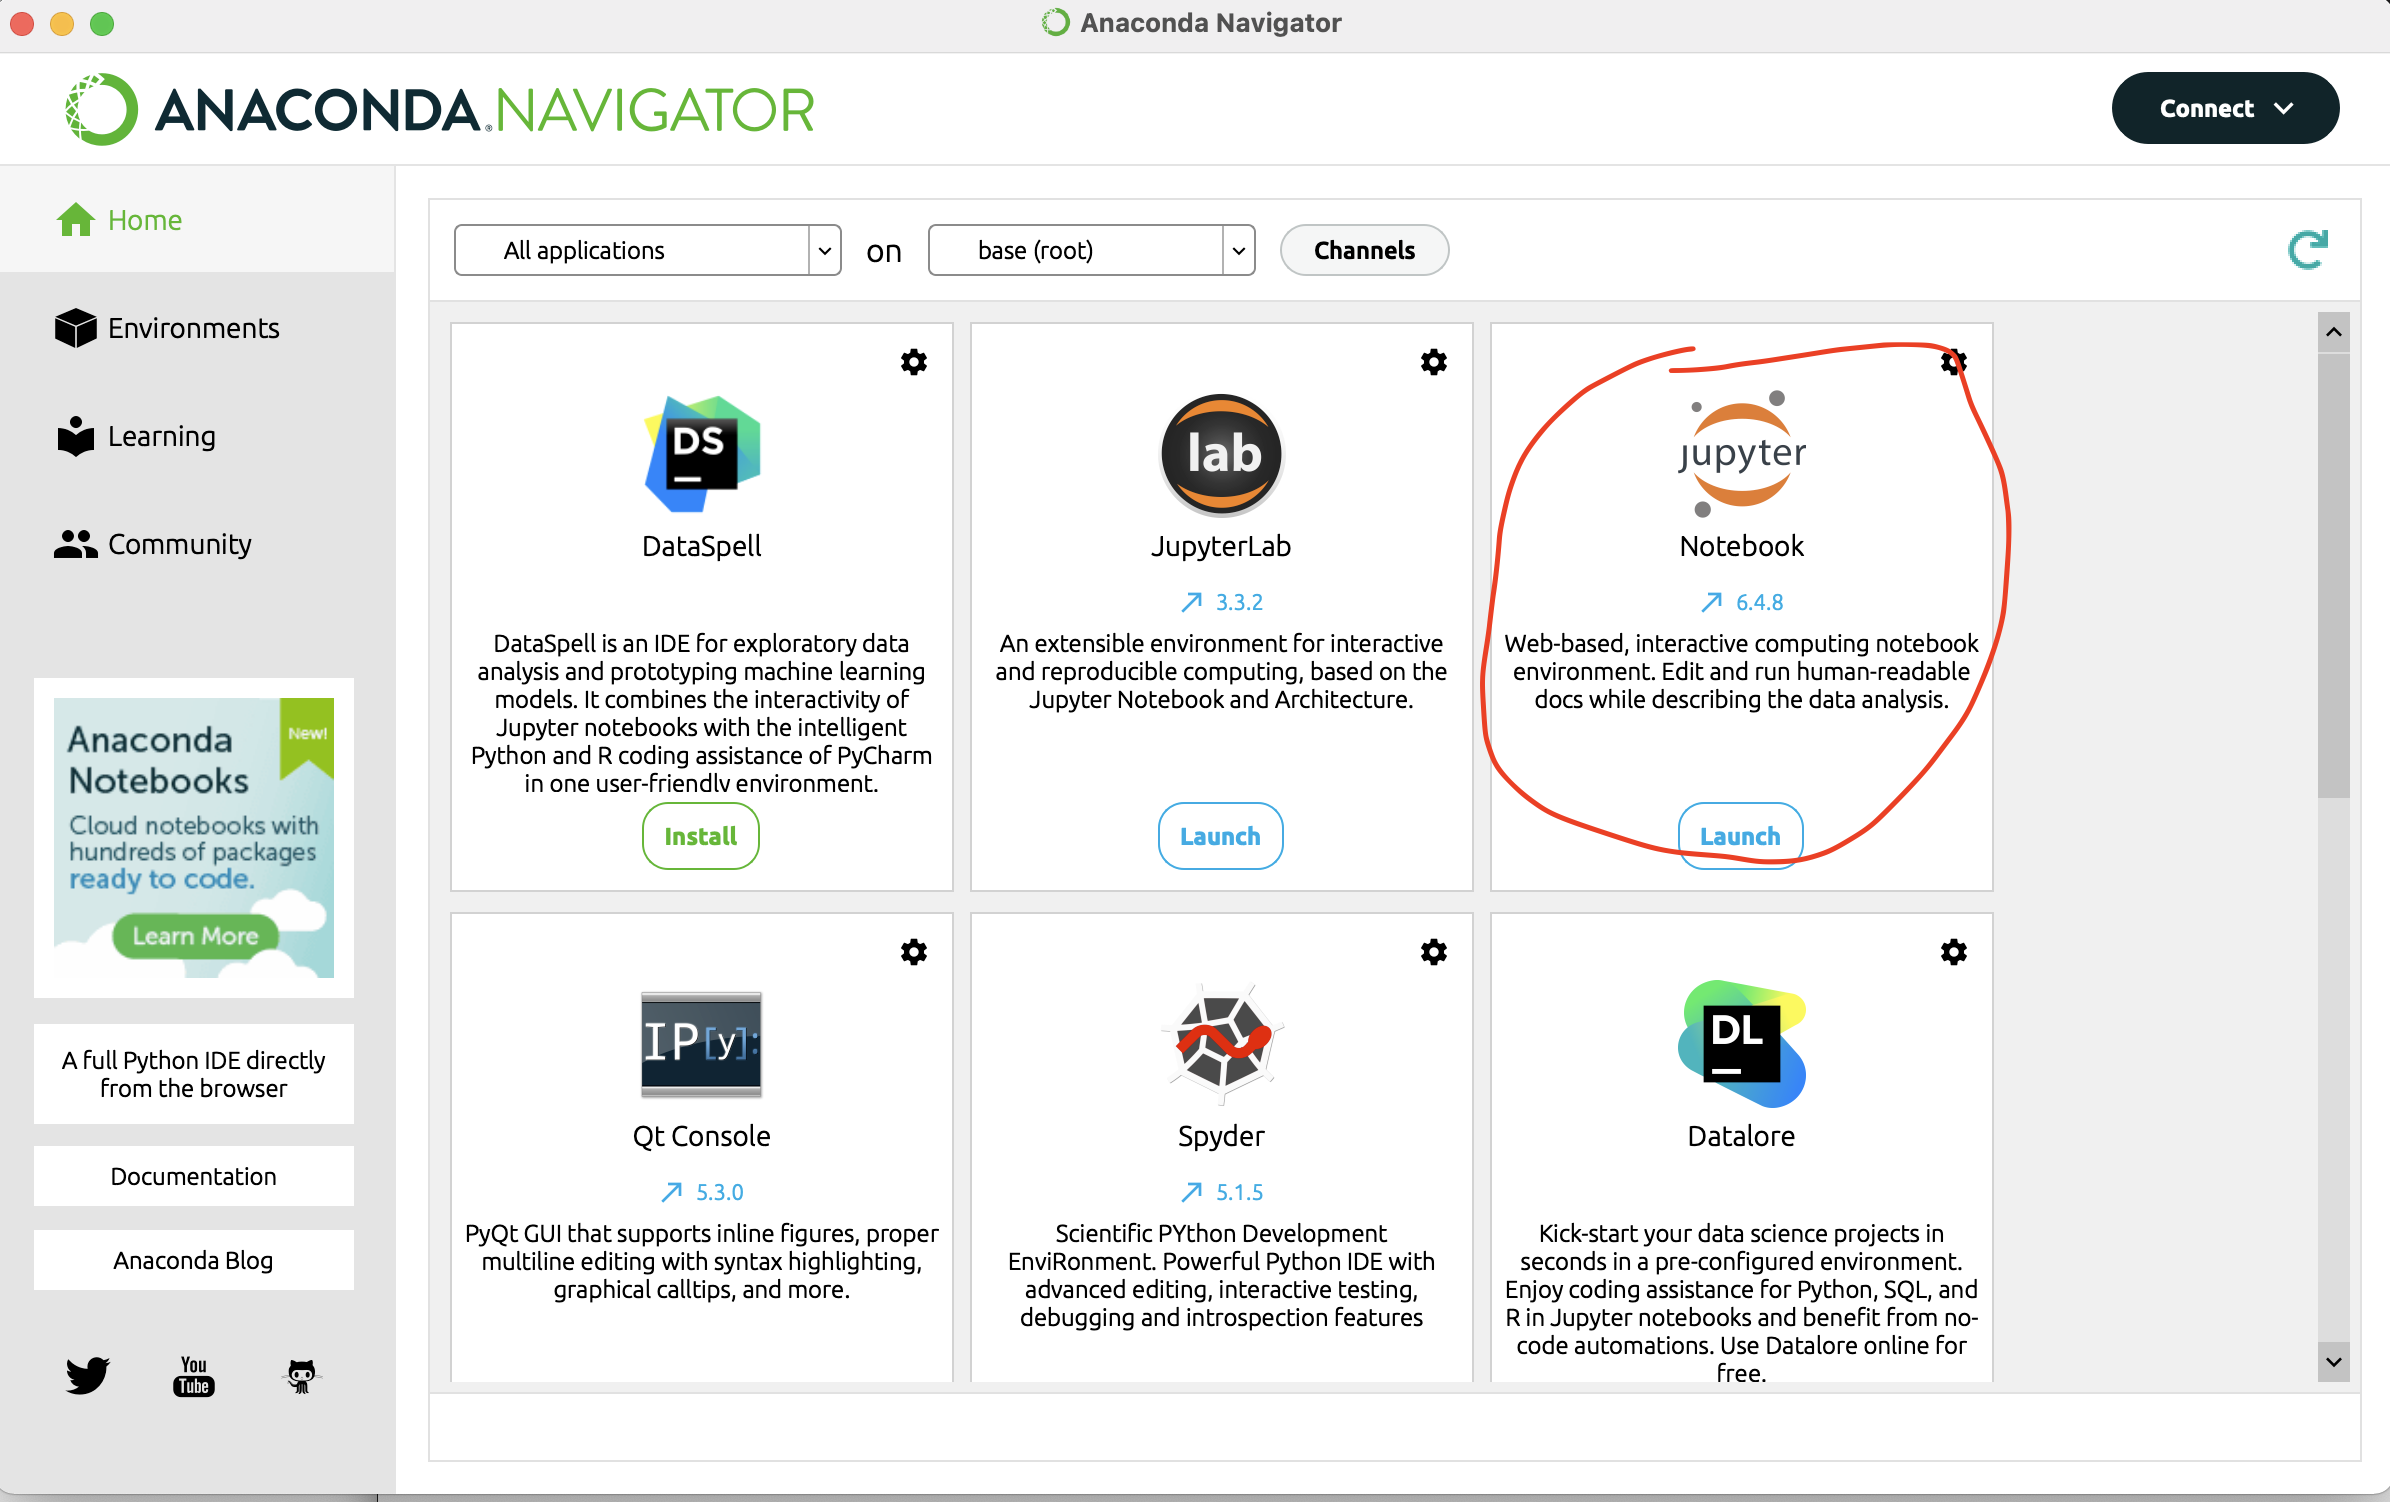 Anaconda Navigator
ANACONDA.NAVIGATOR
Connect
Home
Environments
Learning
Community
Anaconda
Notebooks
New!
Cloud notebooks with
hundreds of packages
ready to code.
Learn More
A full Python IDE directly
from the browser
Documentation
Anaconda Blog
You
Tube
All applications
on
base (root)
Channels
DS
DataSpell
DataSpell is an IDE for exploratory data
analysis and prototyping machine learning
models. It combines the interactivity of
Jupyter notebooks with the intelligent
Python and R coding assistance of PyCharm
in one user-friendly environment.
Install
lab
JupyterLab
3.3.2
An extensible environment for interactive
and reproducible computing, based on the
Jupyter Notebook and Architecture.
Launch
jupyter
Notebook
6.4.8
Web-based, interactive computing notebook
environment. Edit and run human-readable
docs while describing the data analysis.
Launch
IP[y]:
Qt Console
5.3.0
PyQt GUI that supports inline figures, proper
multiline editing with syntax highlighting,
graphical calltips, and more.
Spyder
5.1.5
Scientific PYthon Development
EnviRonment. Powerful Python IDE with
advanced editing, interactive testing,
debugging and introspection features
DL
Datalore
Kick-start your data science projects in
seconds in a pre-configured environment.
Enjoy coding assistance for Python, SQL, and
R in Jupyter notebooks and benefit from no-
code automations. Use Datalore online for
free.